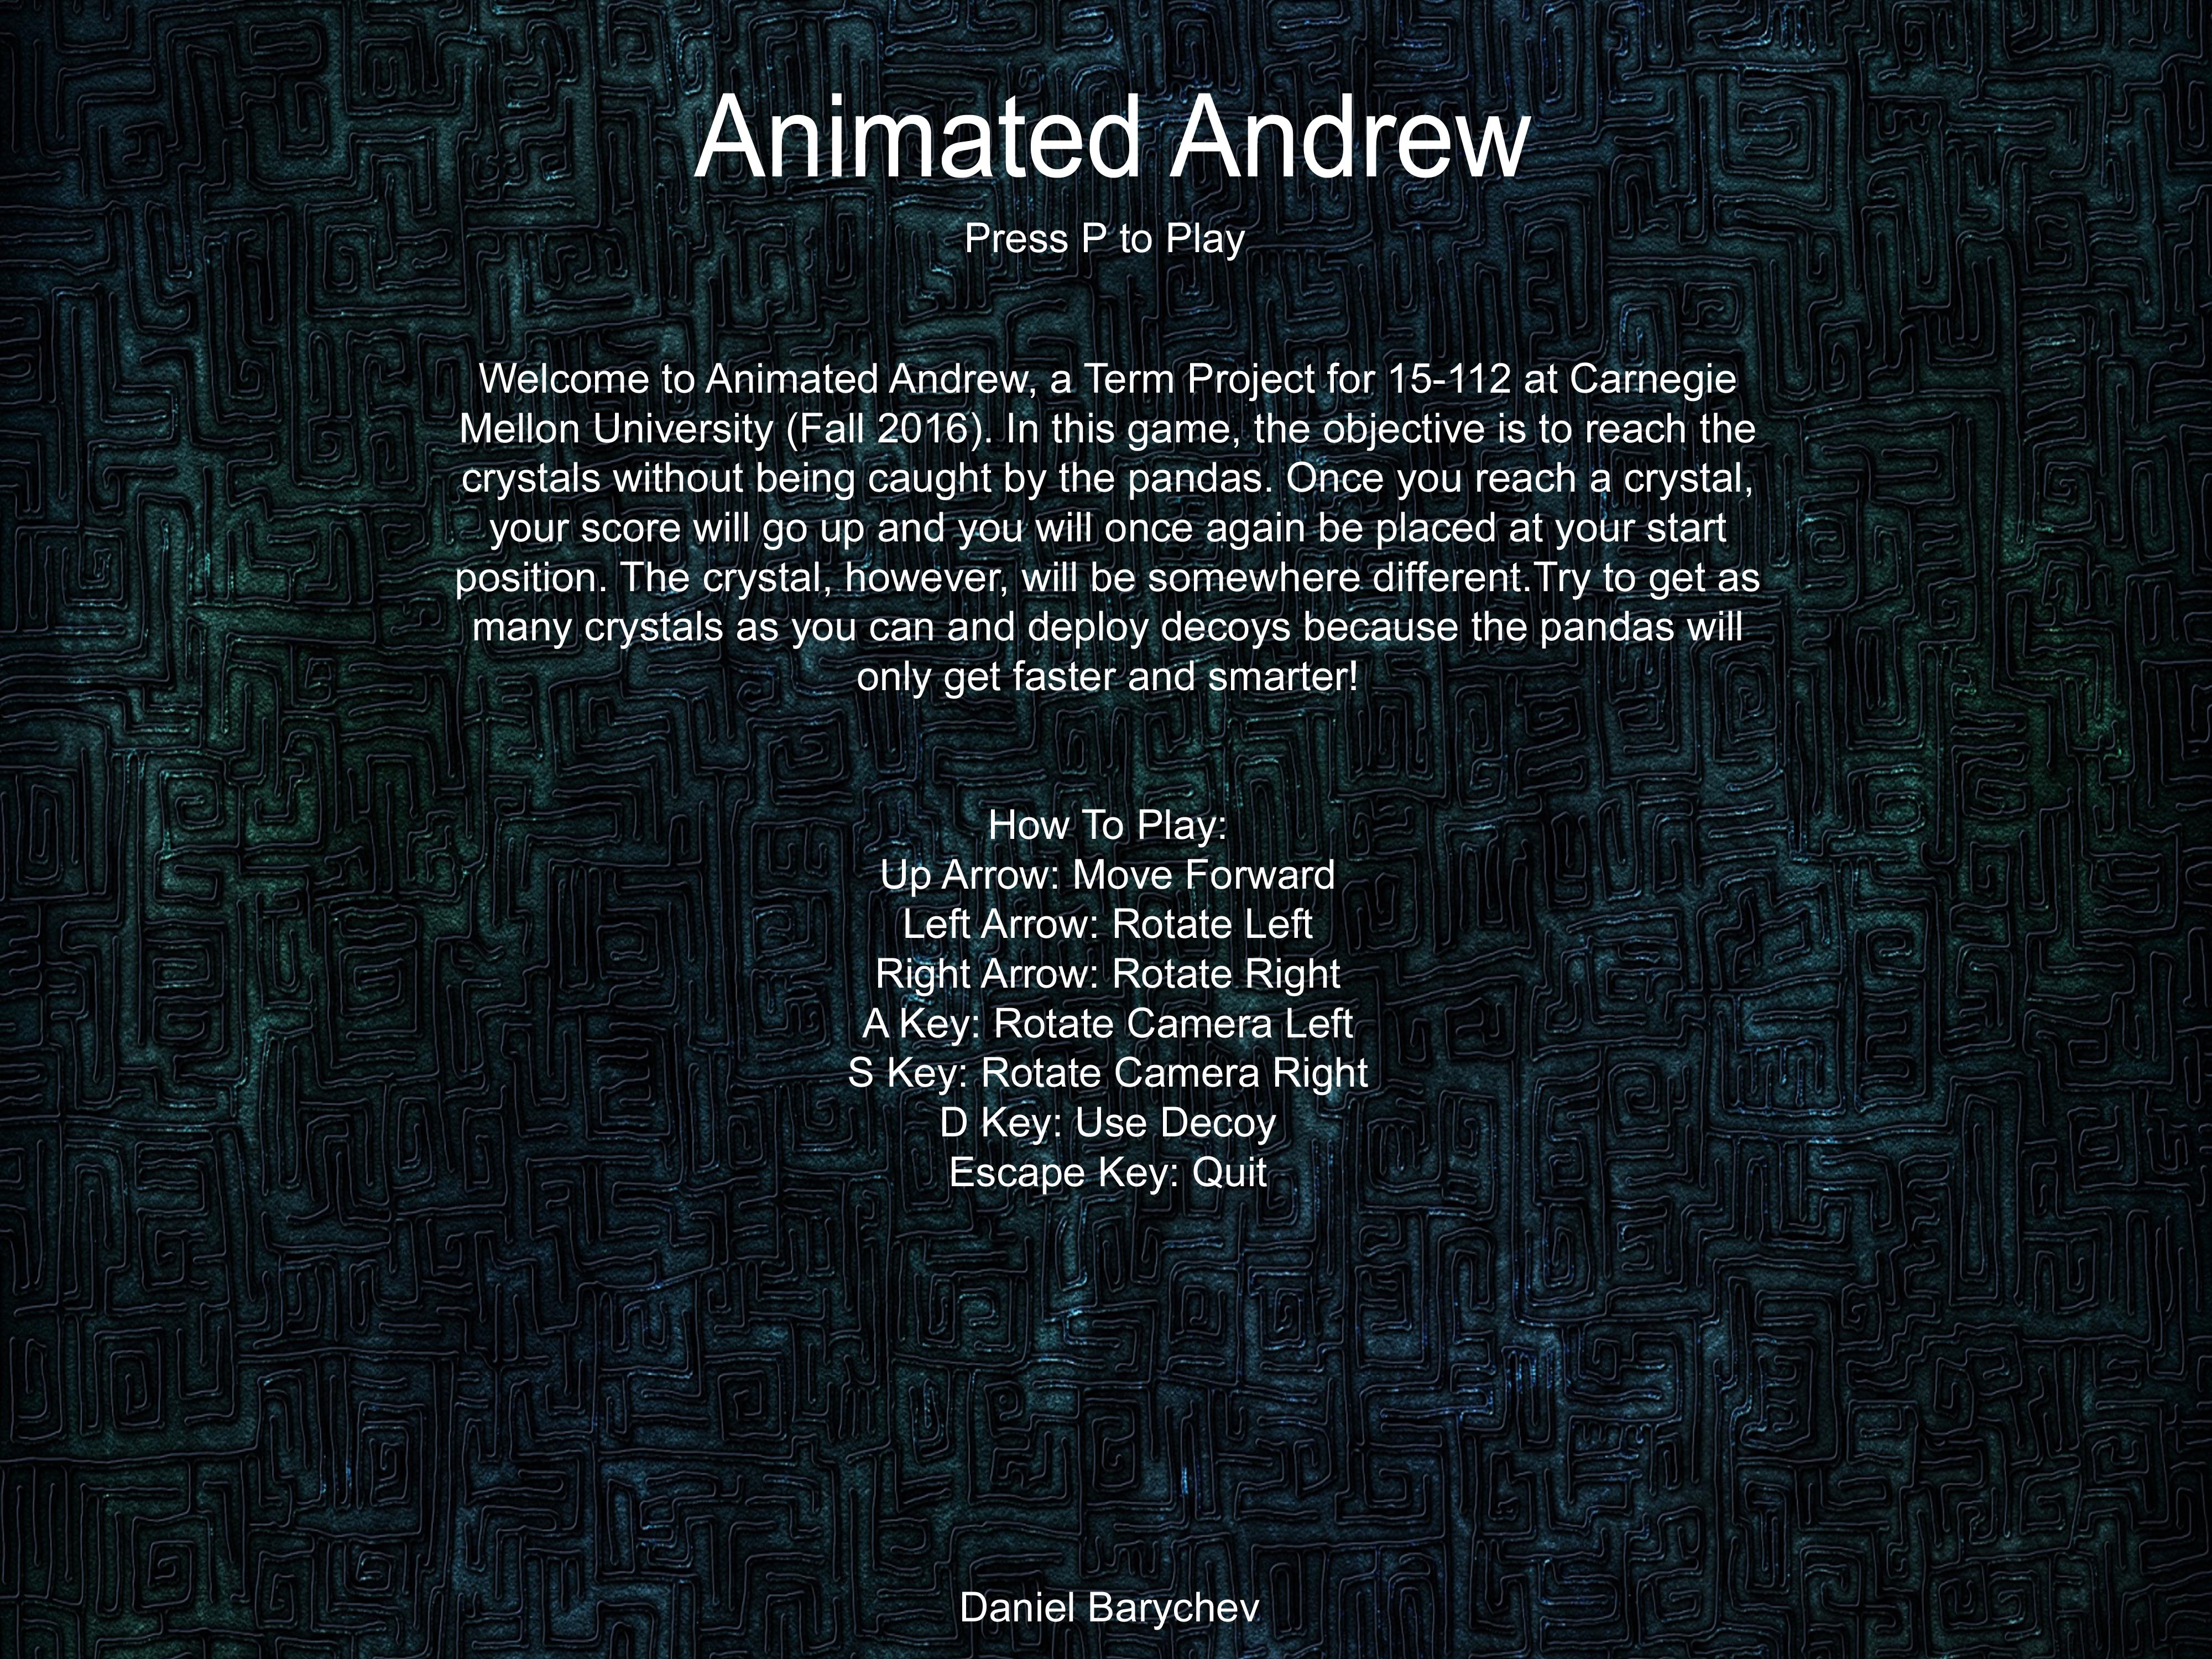 Animated Andrew
Press P to Play
Welcome to Animated Andrew, a Term Project for 15-112 at Carnegie
Mellon University (Fall 2016). In this game, the objective is to reach the
crystals without being caught by the pandas. Once you reach a crystal,
your score will go up and you will once again be placed at your start
position. The crystal, however, will be somewhere different.Try to get as
many crystals as you can and deploy decoys because the pandas will
only get faster and smarter!
How To Play:
Up Arrow: Move Forward
Left Arrow: Rotate Left
Right Arrow: Rotate Right
A Key: Rotate Camera Left
S Key: Rotate Camera Right
D Key: Use Decoy
Escape Key: Quit
Daniel Barychev